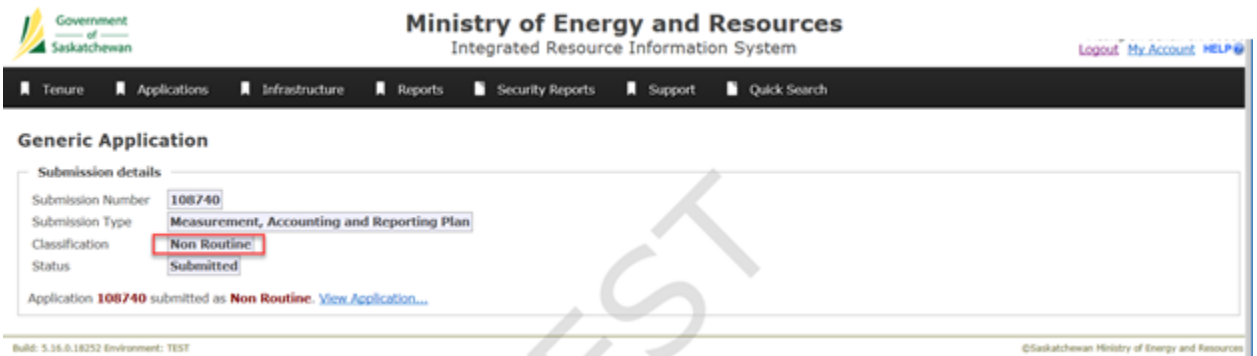 Government
of
Saskatchewan
Ministry of Energy and Resources
Integrated Resource Information System
Logout My Account HELP
Tenure Applications Infrastructure Reports Security Reports Support Quick Search
Generic Application
Submission details
Submission Number 108740
Submission Type Measurement, Accounting and Reporting Plan
Classification Non Routine
Status Submitted
Application 108740 submitted as Non Routine. View Application...
EST
Build: 5.16.0.18252 Environment: TEST ©Saskatchewan Ministry of Energy and Resources